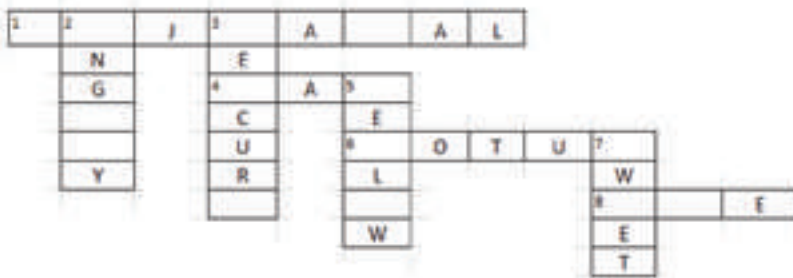 1 2 J 3 A A L
N E
G 4 A 5
C E
U 6 O T U 7
Y R L W
8 E
W E
T